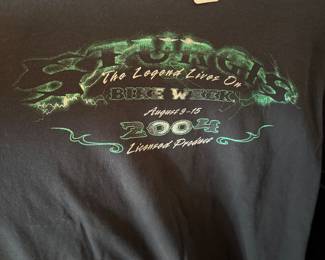 STURGIS
The Legend Lives On
BIKE WEEK
August 9-15
2004
Licensed Product